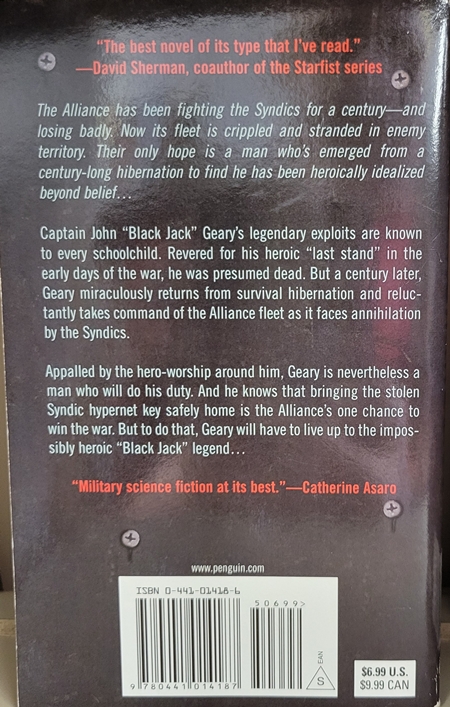 “The best novel of its type that I’ve read.”
—David Sherman, coauthor of the Starfist series
The Alliance has been fighting the Syndics for a century—and
losing badly. Now its fleet is crippled and stranded in enemy
territory. Their only hope is a man who’s emerged from a
century-long hibernation to find he has been heroically idealized
beyond belief…
Captain John “Black Jack” Geary’s legendary exploits are known
to every schoolchild. Revered for his heroic “last stand” in the
early days of the war, he was presumed dead. But a century later,
Geary miraculously returns from survival hibernation and reluc-
tantly takes command of the Alliance fleet as it faces annihilation
by the Syndics.
Appalled by the hero-worship around him, Geary is nevertheless a
man who will do his duty. And he knows that bringing the stolen
Syndic hypernet key safely home is the Alliance’s one chance to
win the war. But to do that, Geary will have to live up to the impos-
sibly heroic “Black Jack” legend…
“Military science fiction at its best.”—Catherine Asaro
www.penguin.com
ISBN 0-441-01418-6
50699>
9 780441 014187
EAN
S
$6.99 U.S.
$9.99 CAN